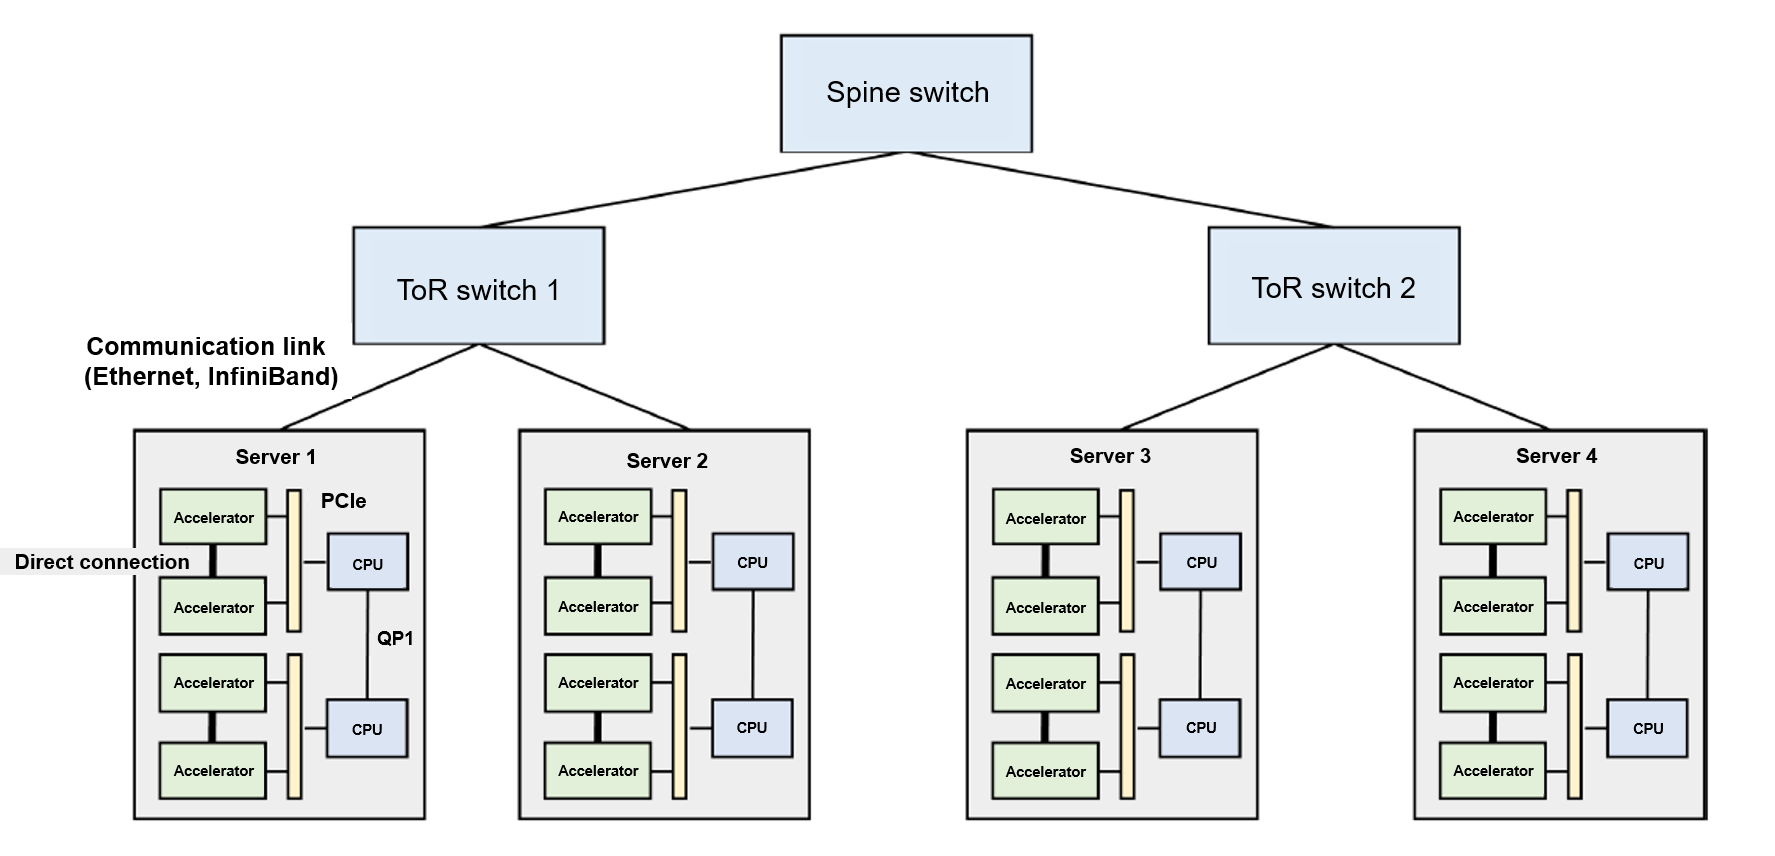 Spine switch
ToR switch 1
ToR switch 2
Communication link
(Ethernet, InfiniBand)
Server 1
PCIe
Accelerator
Direct connection
CPU
Accelerator
QP1
Accelerator
CPU
Accelerator
Server 2
Accelerator
CPU
Accelerator
Accelerator
CPU
Accelerator
Server 3
Accelerator
CPU
Accelerator
Accelerator
CPU
Accelerator
Server 4
Accelerator
CPU
Accelerator
Accelerator
CPU
Accelerator